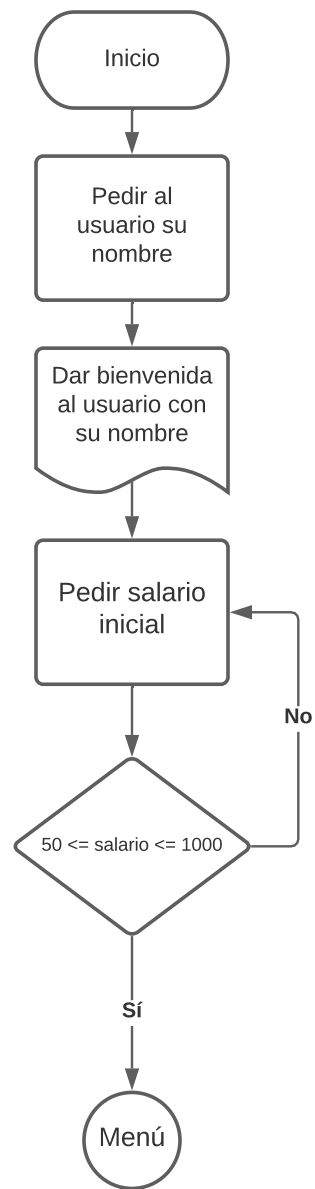 Inicio
Pedir al
usuario su
nombre
Dar bienvenida
al usuario con
su nombre
Pedir salario
inicial
No
50 <= salario <= 1000
Sí
Menú